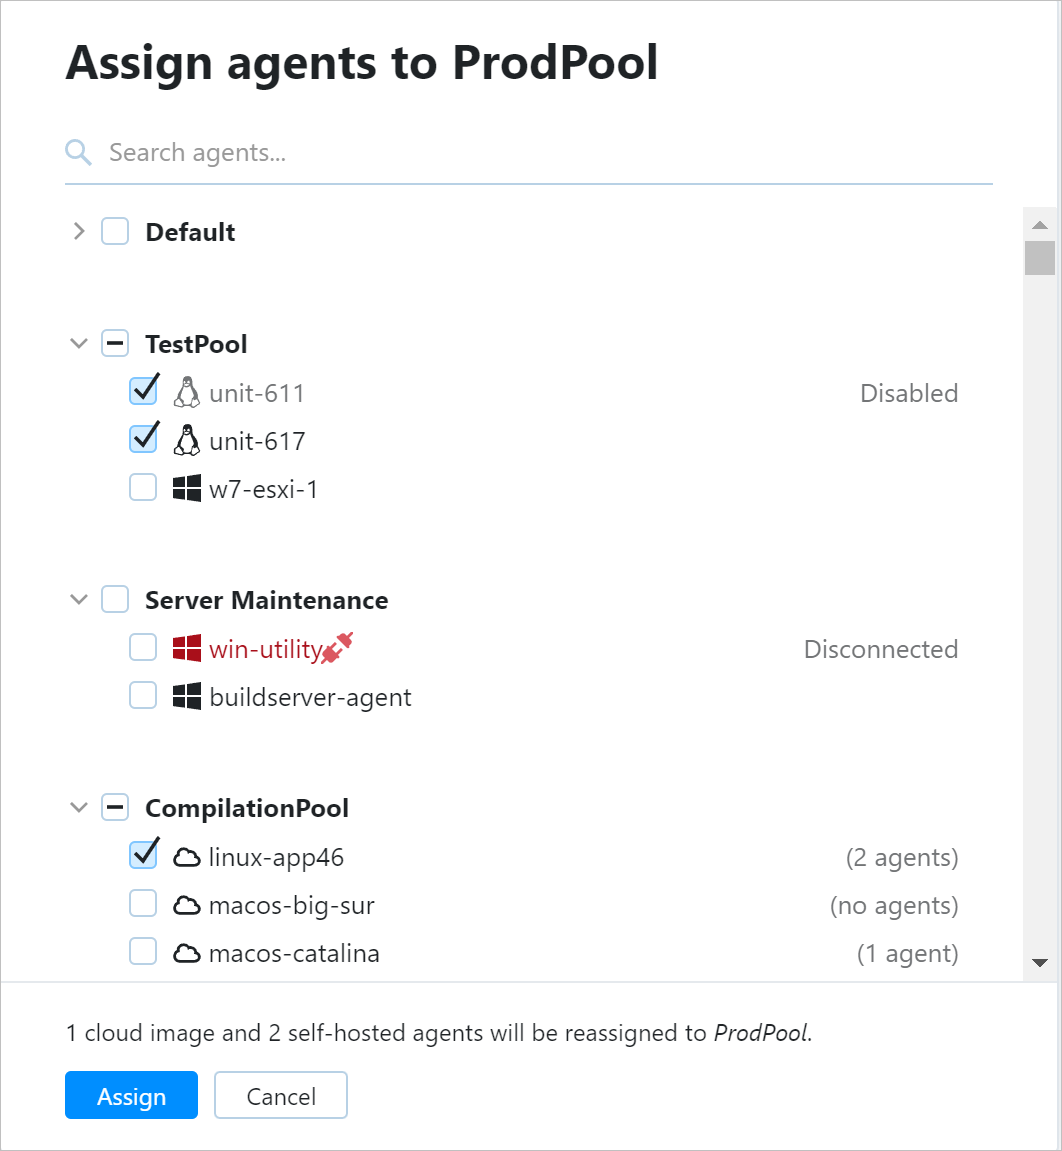 Assign agents to ProdPool
Search agents...
Default
TestPool
unit-611 Disabled
unit-617
w7-esxi-1
Server Maintenance
win-utility Disconnected
buildserver-agent
CompilationPool
linux-app46 (2 agents)
macos-big-sur (no agents)
macos-catalina (1 agent)
1 cloud image and 2 self-hosted agents will be reassigned to ProdPool.
Assign Cancel